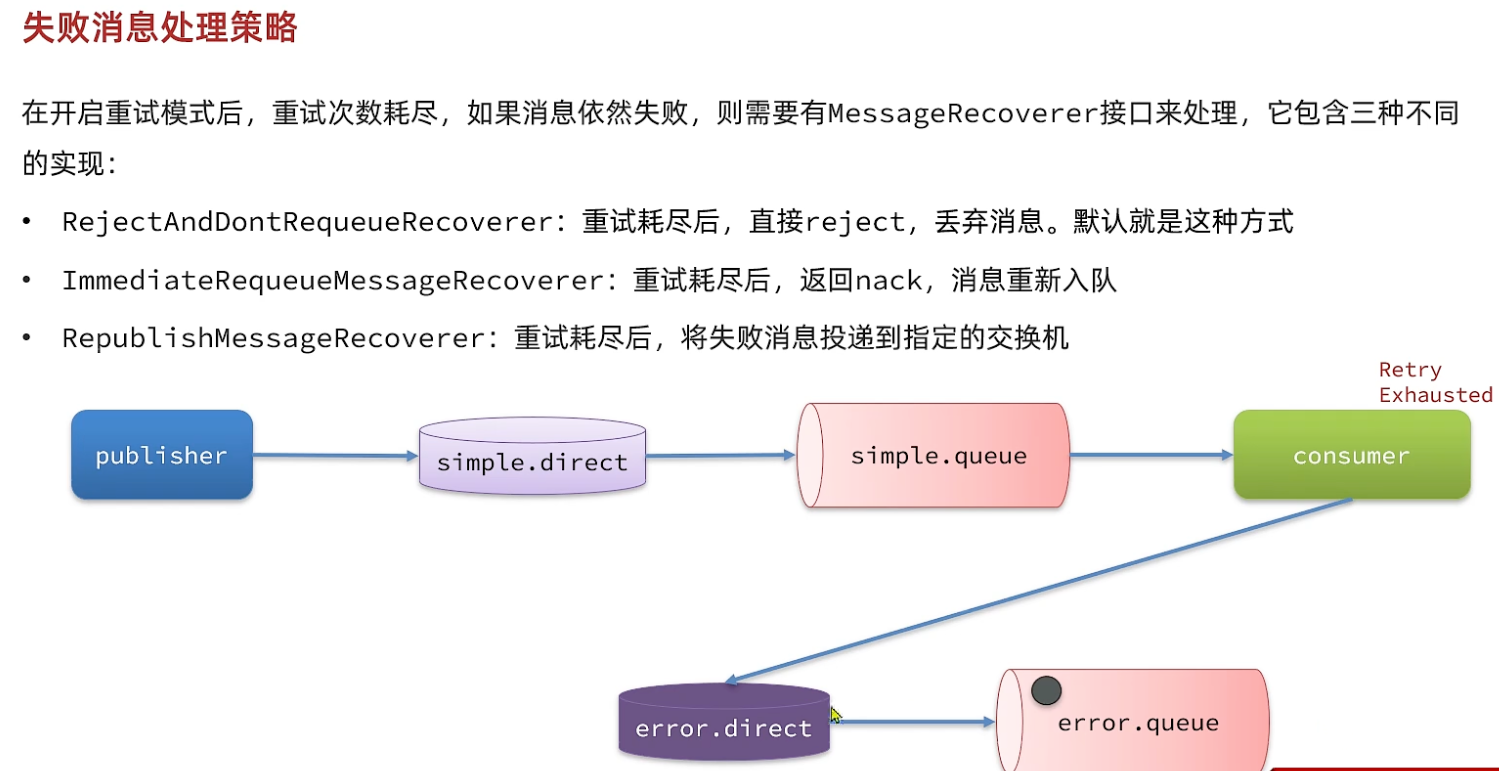 失败消息处理策略
在开启重试模式后，重试次数耗尽，如果消息依然失败，则需要有MessageRecoverer接口来处理，它包含三种不同
的实现：
• RejectAndDontRequeueRecoverer：重试耗尽后，直接reject，丢弃消息。默认就是这种方式
• ImmediateRequeueMessageRecoverer：重试耗尽后，返回nack，消息重新入队
• RepublishMessageRecoverer：重试耗尽后，将失败消息投递到指定的交换机
Retry
Exhausted
publisher
simple.direct
simple.queue
consumer
error.direct
error.queue